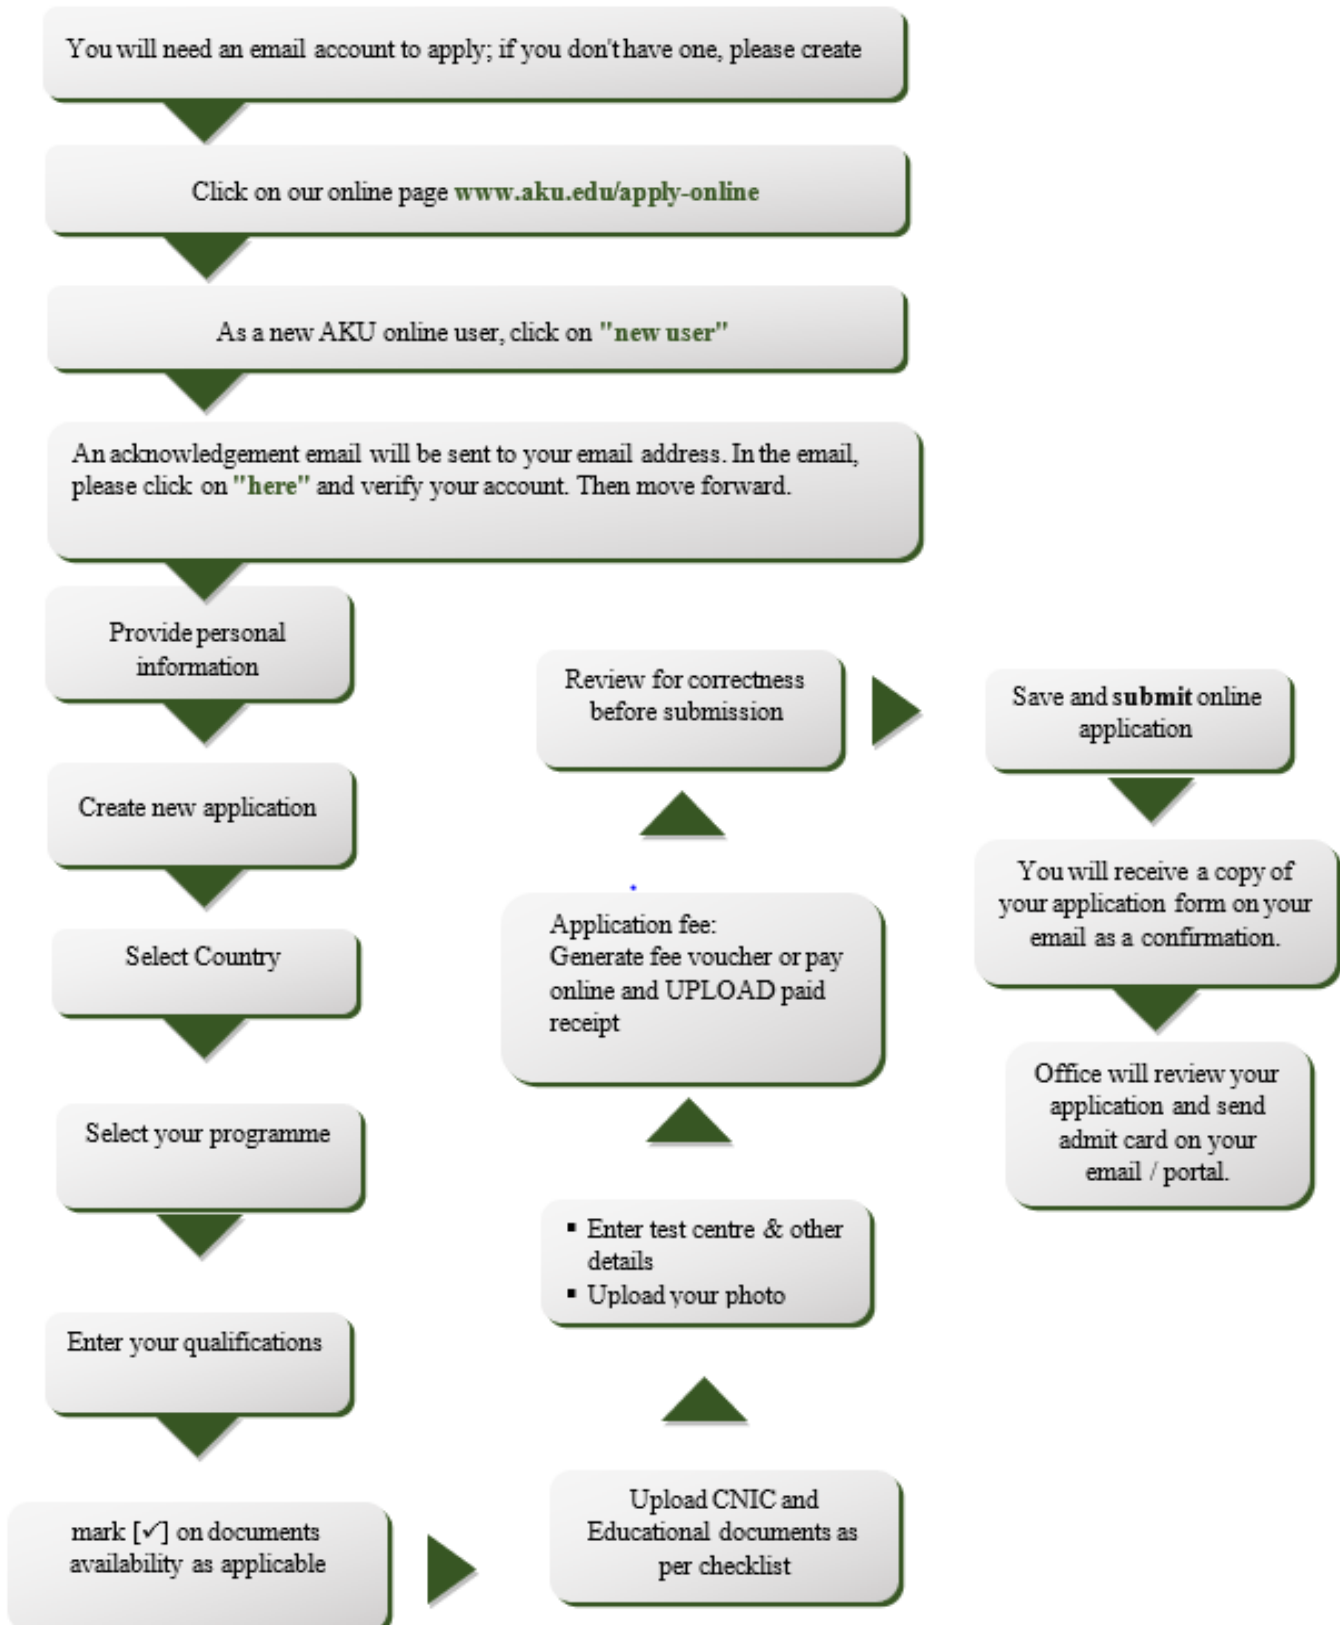 You will need an email account to apply; if you don't have one, please create
Click on our online page www.aku.edu/apply-online
As a new AKU online user, click on "new user"
An acknowledgement email will be sent to your email address. In the email,
please click on "here" and verify your account. Then move forward.
Provide personal
information
Create new application
Select Country
Select your programme
Enter your qualifications
mark [✓] on documents
availability as applicable
Upload CNIC and
Educational documents as
per checklist
▪ Enter test centre & other
details
▪ Upload your photo
Application fee:
Generate fee voucher or pay
online and UPLOAD paid
receipt
Review for correctness
before submission
Save and submit online
application
You will receive a copy of
your application form on your
email as a confirmation.
Office will review your
application and send
admit card on your
email / portal.